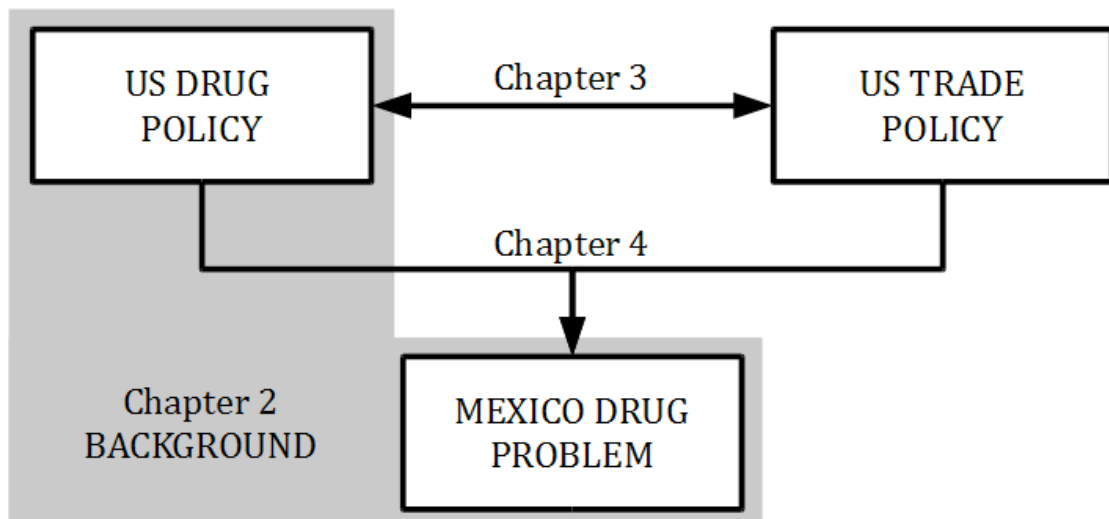 US DRUG
POLICY
Chapter 3
US TRADE
POLICY
Chapter 4
Chapter 2
BACKGROUND
MEXICO DRUG
PROBLEM